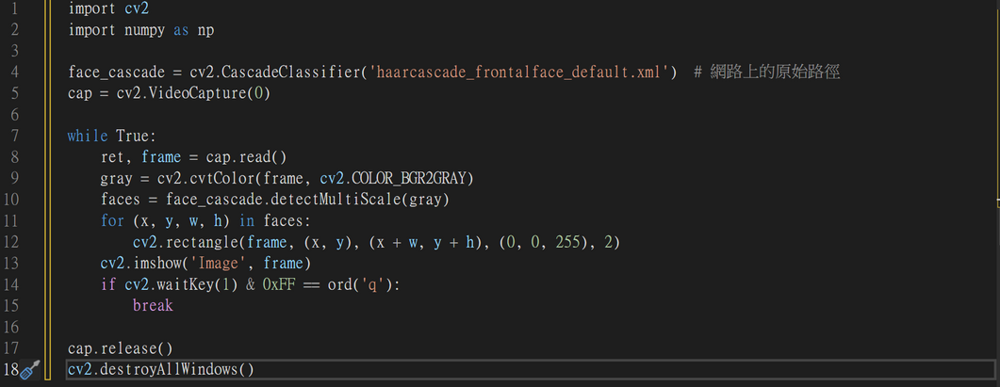 1 import cv2
2 import numpy as np
3
4 face_cascade = cv2.CascadeClassifier('haarcascade_frontalface_default.xml')  # 網路上的原始路徑
5 cap = cv2.VideoCapture(0)
6
7 while True:
8     ret, frame = cap.read()
9     gray = cv2.cvtColor(frame, cv2.COLOR_BGR2GRAY)
10     faces = face_cascade.detectMultiScale(gray)
11     for (x, y, w, h) in faces:
12         cv2.rectangle(frame, (x, y), (x + w, y + h), (0, 0, 255), 2)
13     cv2.imshow('Image', frame)
14     if cv2.waitKey(1) & 0xFF == ord('q'):
15         break
16
17 cap.release()
18 cv2.destroyAllWindows()